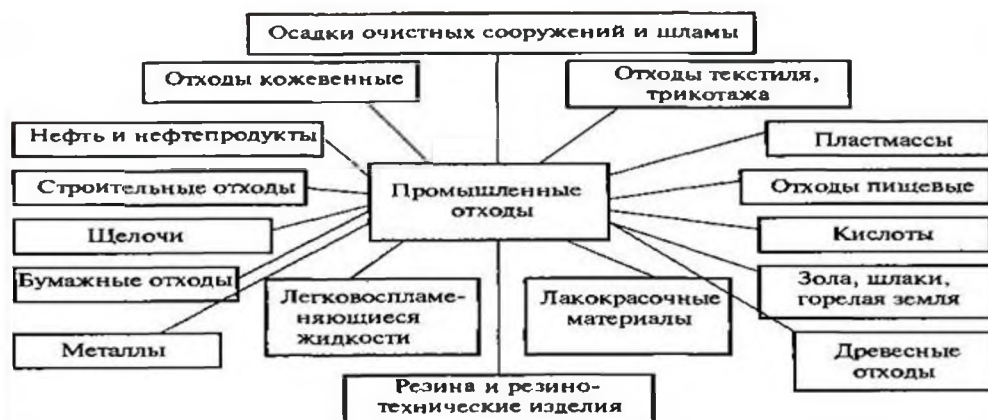 Осадки очистных сооружений и шламы
Отходы кожевенные
Отходы текстиля,
трикотажа
Нефть и нефтепродукты
Пластмассы
Строительные отходы
Промышленные
отходы
Отходы пищевые
Щелочи
Кислоты
Бумажные отходы
Легковоспламе-
няющиеся
жидкости
Лакокрасочные
материалы
Зола, шлаки,
горелая земля
Металлы
Древесные
отходы
Резина и резино-
технические изделия